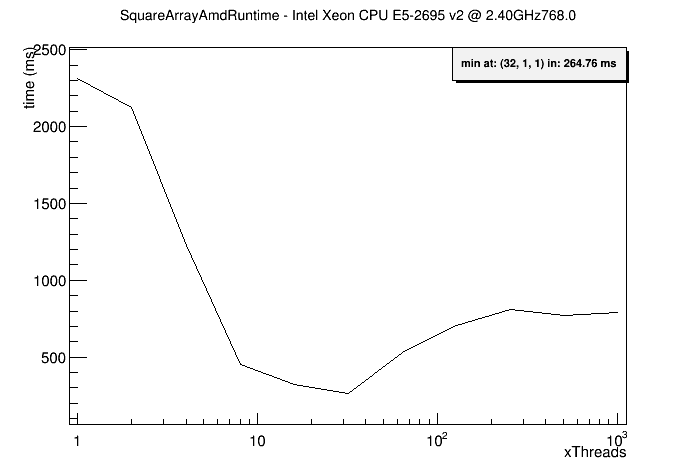 SquareArrayAmdRuntime - Intel Xeon CPU E5-2695 v2 @ 2.40GHz768.0
time (ms)
min at: (32, 1, 1) in: 264.76 ms
2500
2000
1500
1000
500
1 10 10² 10³
xThreads